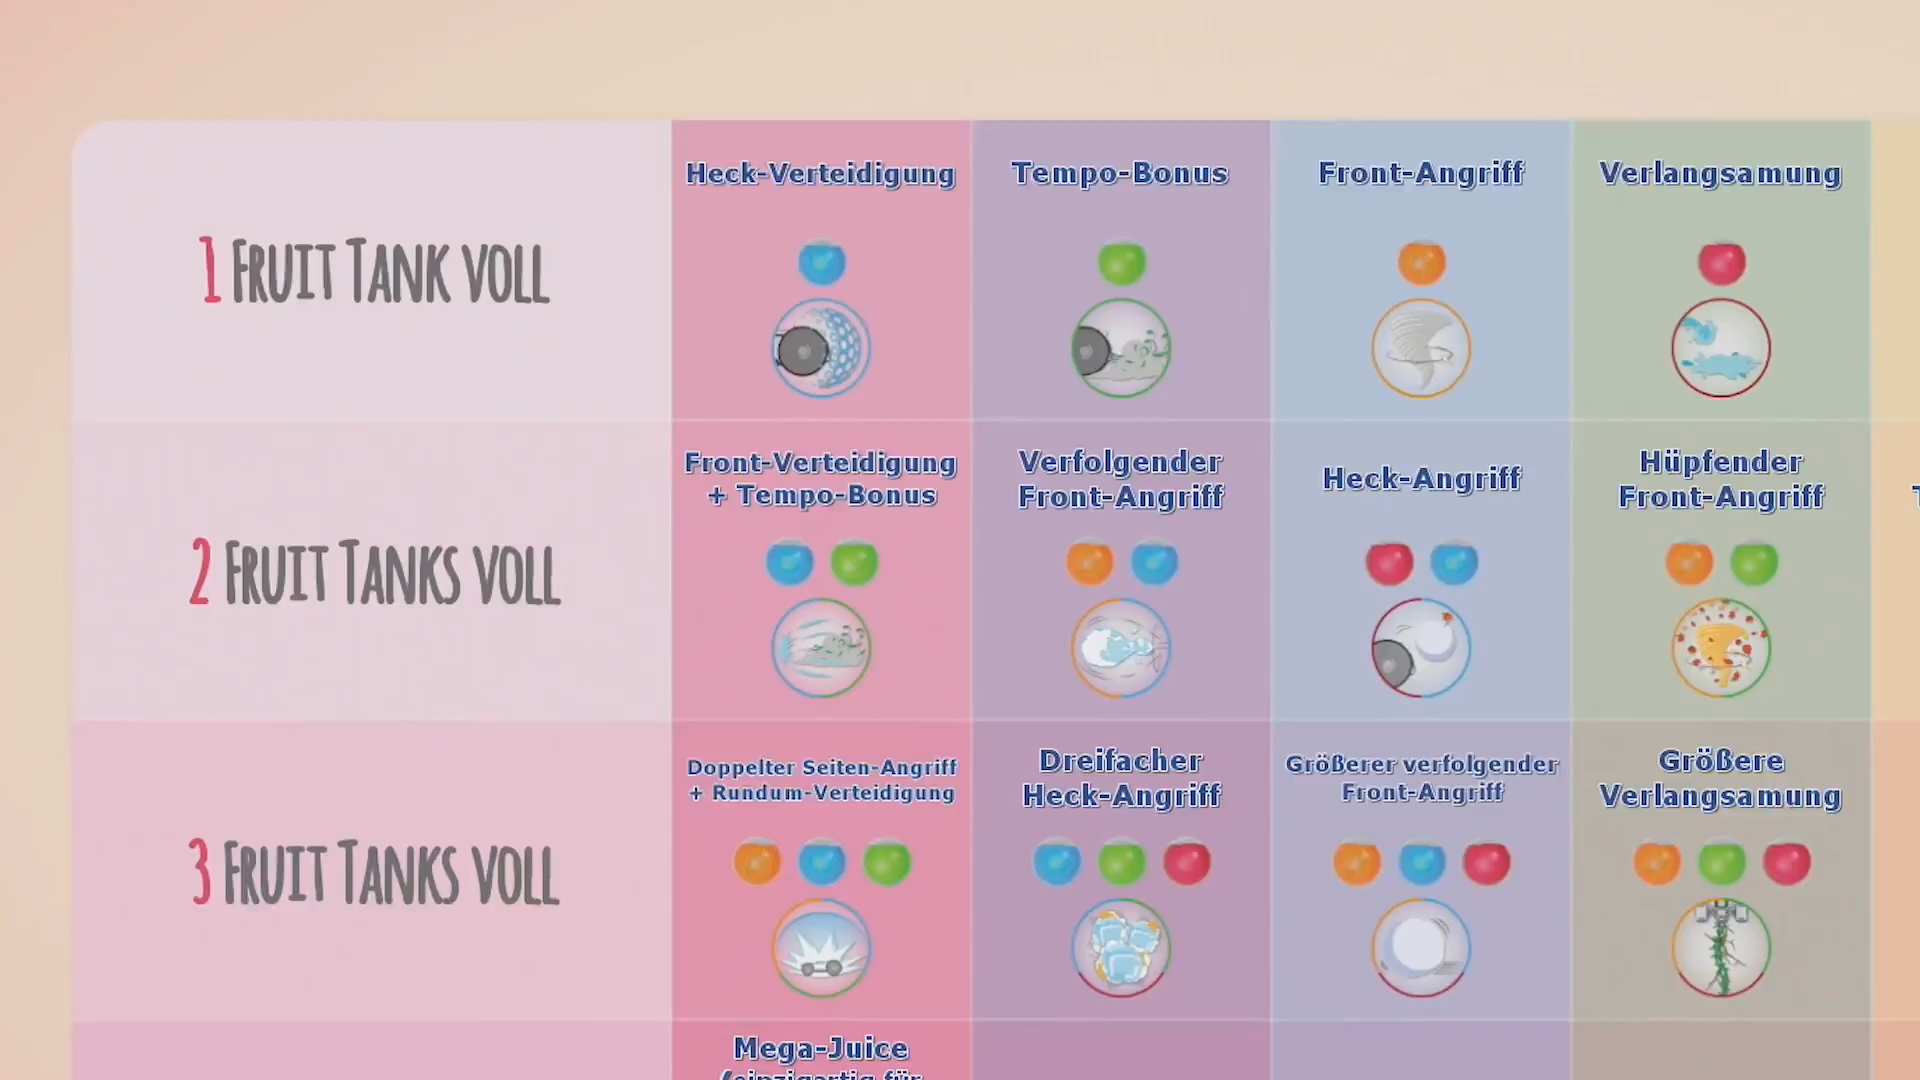 Heck-Verteidigung
Tempo-Bonus
Front-Angriff
Verlangsamung
1 Fruit Tank voll
Front-Verteidigung
+ Tempo-Bonus
Verfolgender
Front-Angriff
Heck-Angriff
Hüpfender
Front-Angriff
2 Fruit Tanks voll
Doppelter Seiten-Angriff
+ Rundum-Verteidigung
Dreifacher
Heck-Angriff
Größerer verfolgender
Front-Angriff
Größere
Verlangsamung
3 Fruit Tanks voll
Mega-Juice
(einzigartig für